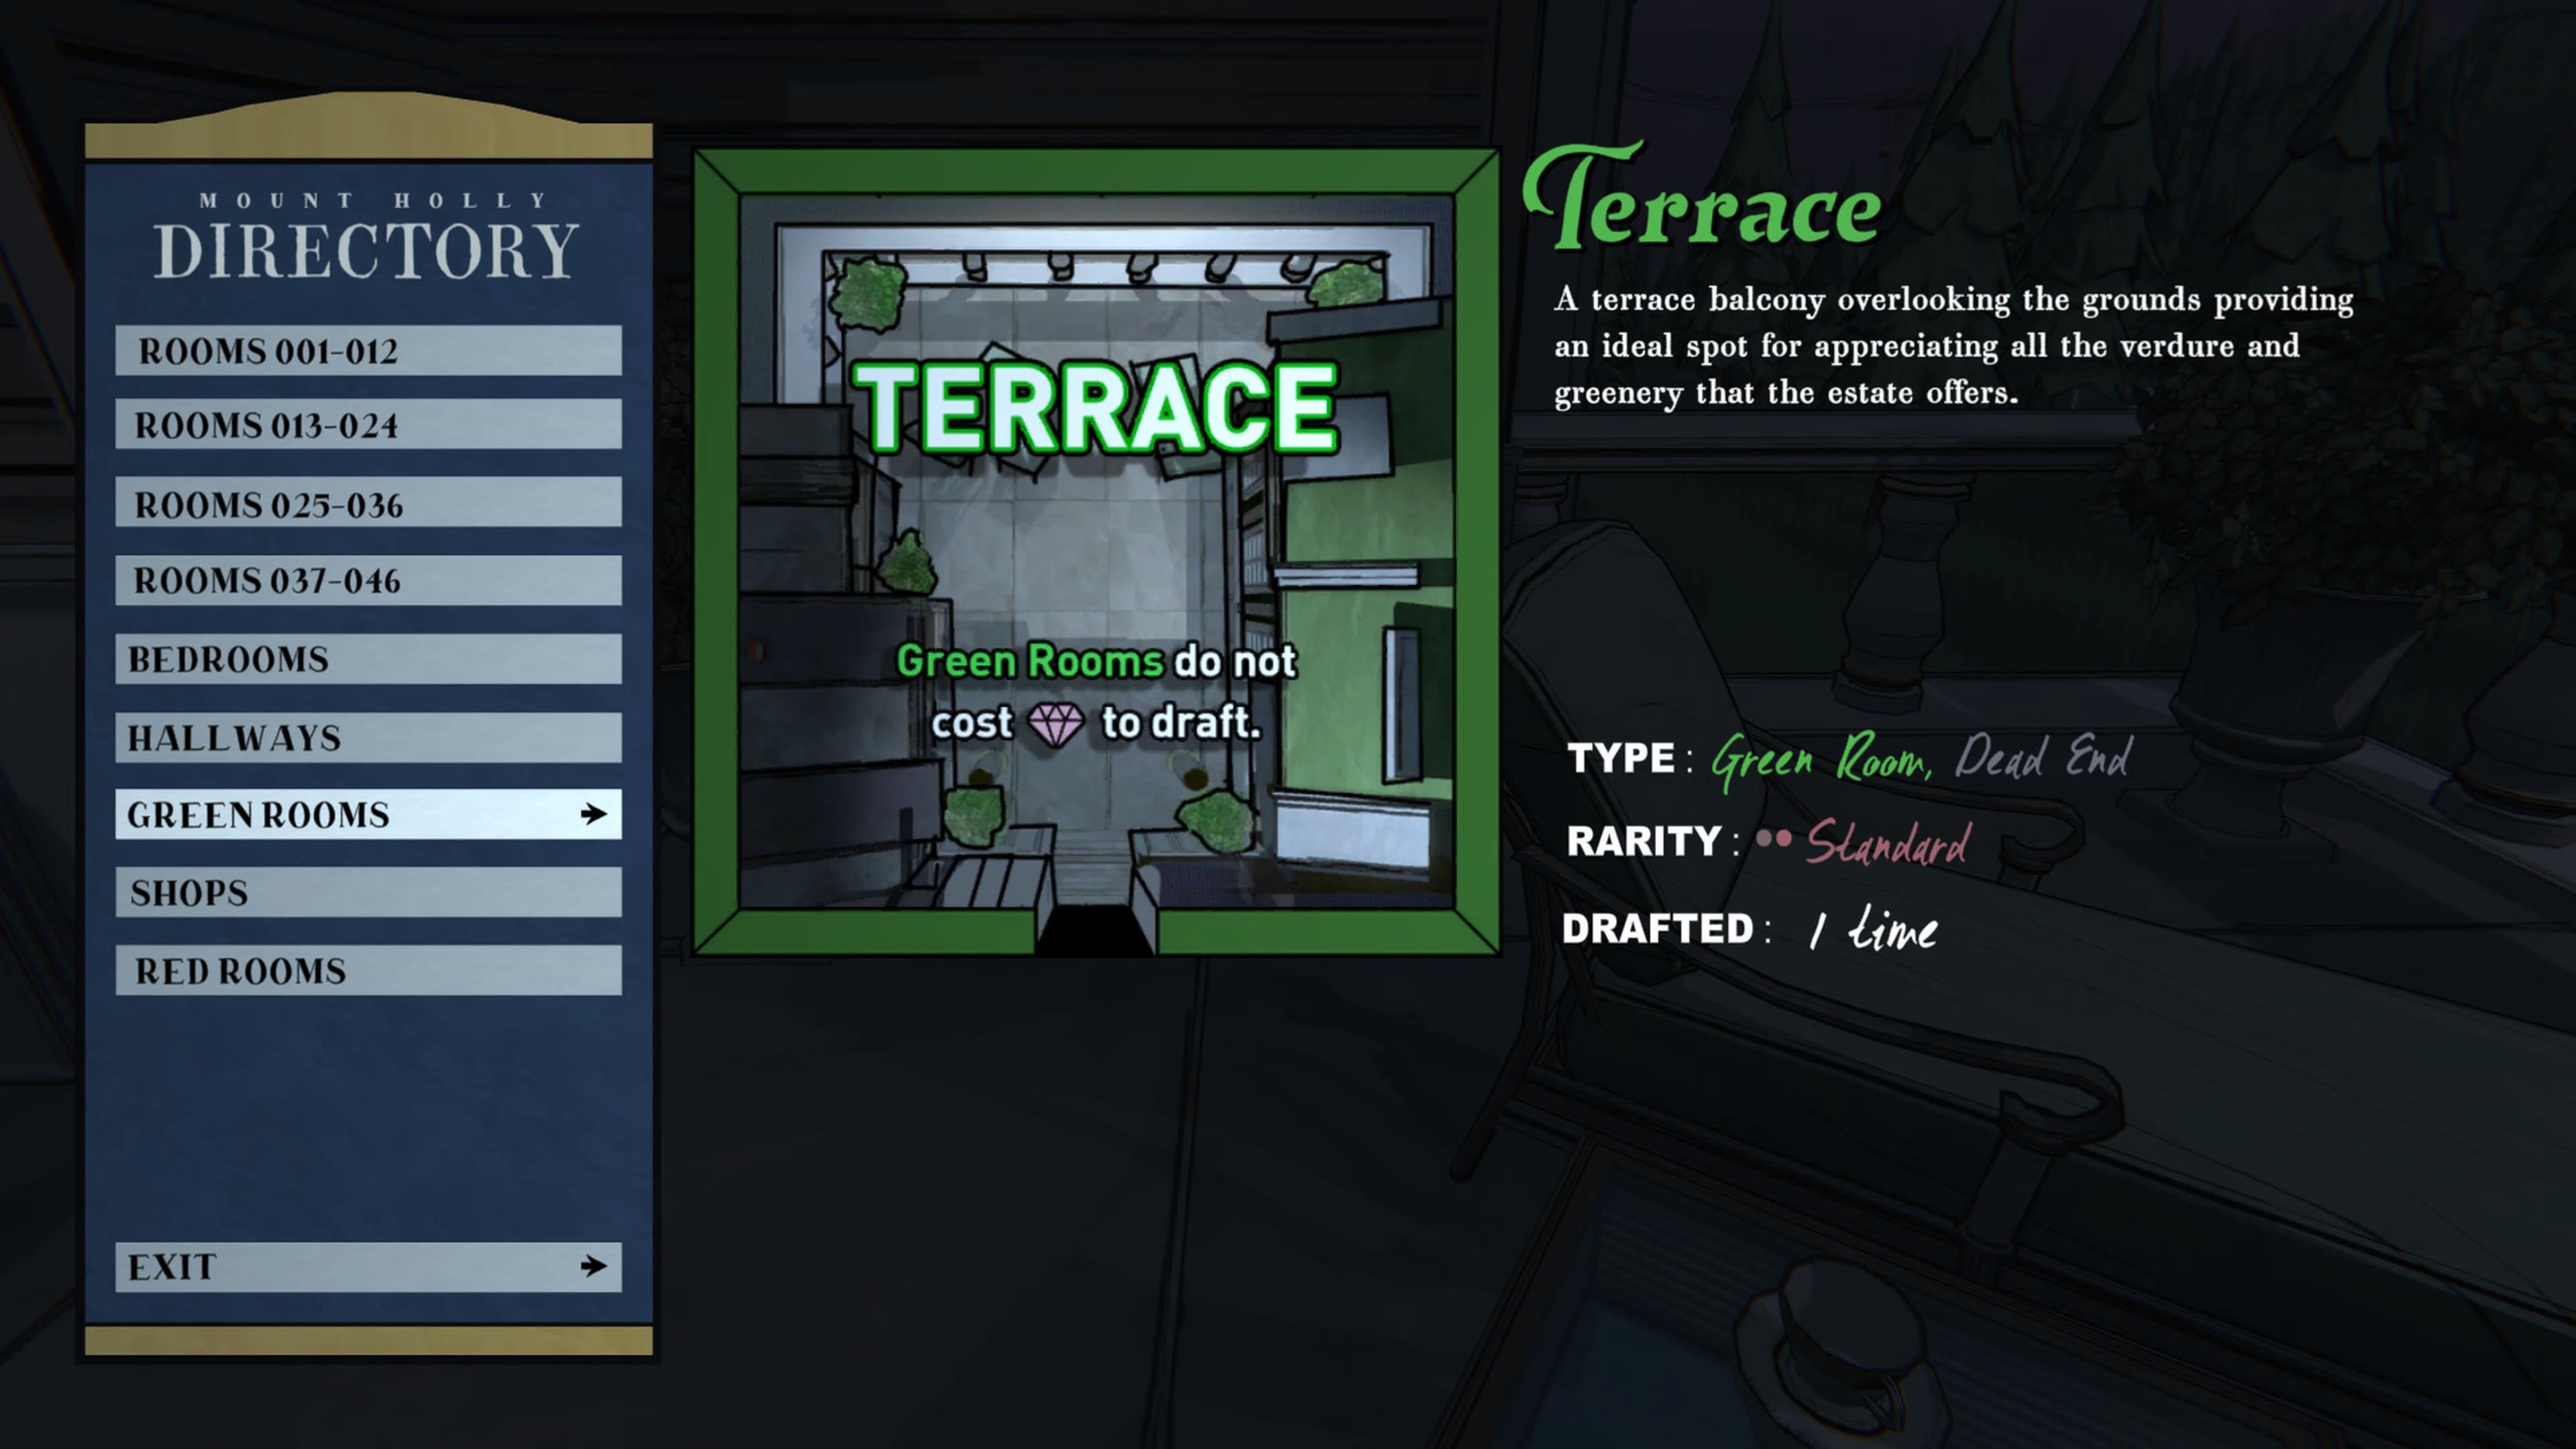 MOUNT HOLLY
DIRECTORY
ROOMS 001-012
ROOMS 013-024
ROOMS 025-036
ROOMS 037-046
BEDROOMS
HALLWAYS
GREEN ROOMS
SHOPS
RED ROOMS
EXIT
TERRACE
Green Rooms do not
cost to draft.
Terrace
A terrace balcony overlooking the grounds providing
an ideal spot for appreciating all the verdure and
greenery that the estate offers.
TYPE : Green Room, Dead End
RARITY : Standard
DRAFTED : 1 time